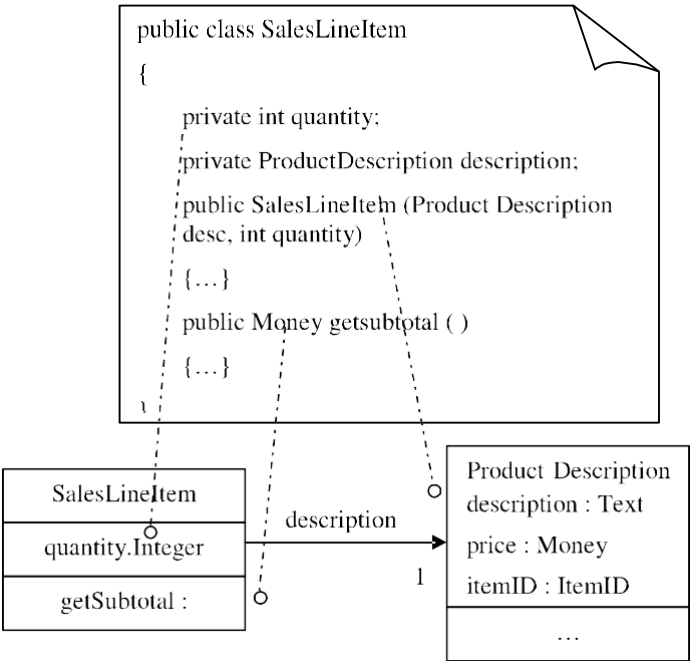 public class SalesLineItem
{
private int quantity;
private ProductDescription description;
public SalesLineItem (Product Description
desc, int quantity)
{...}
public Money getsubtotal ( )
{...}
}
SalesLineItem
quantity.Integer
getSubtotal :
description
1
Product Description
description : Text
price : Money
itemID : ItemID
...